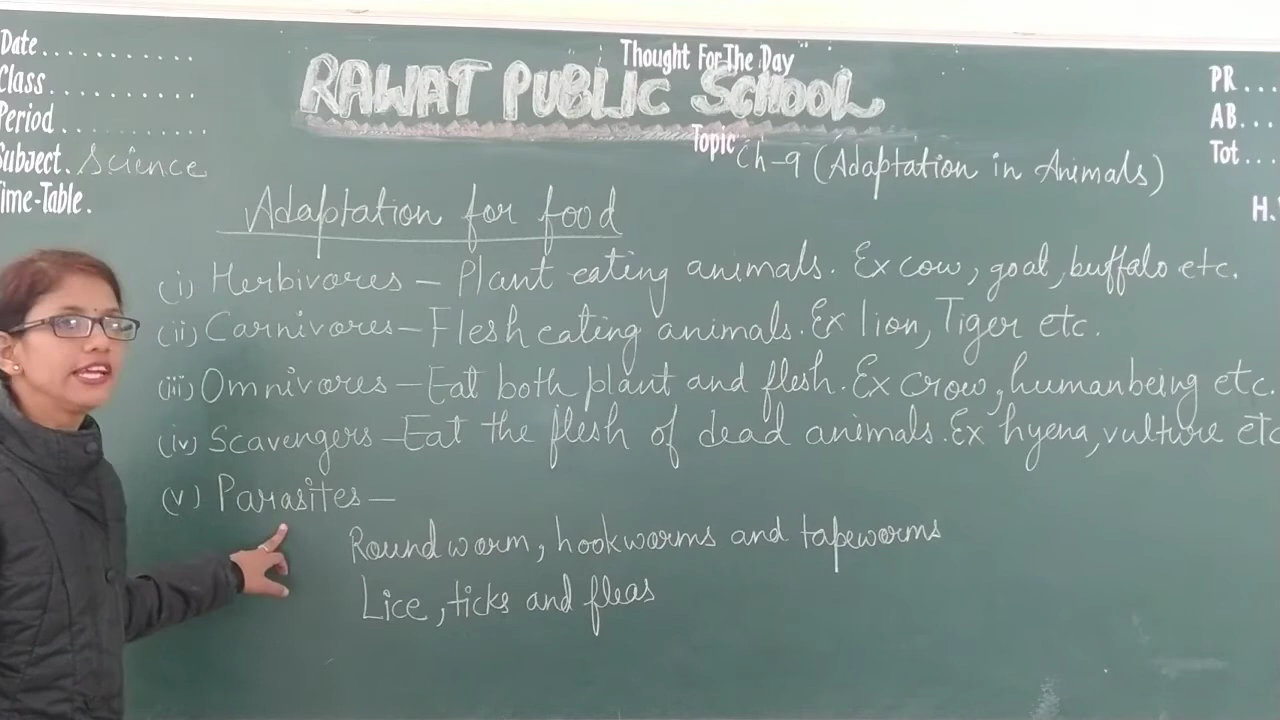 Date..............
Class..............
Period..............
Subject. Science
Time-Table.
Thought For The Day
RAWAT PUBLIC SCHOOL
Topic Ch-9 (Adaptation in Animals)
PR....
AB....
Tot....
H.
Adaptation for food
(i) Herbivores – Plant eating animals. Ex cow, goat, buffalo etc.
(ii) Carnivores – Flesh eating animals. Ex lion, Tiger etc.
(iii) Omnivores – Eat both plant and flesh. Ex crow, humanbeing etc.
(iv) Scavengers – Eat the flesh of dead animals. Ex hyena, vulture etc
(v) Parasites –
Roundworm, hookworms and tapeworms
Lice, ticks and fleas